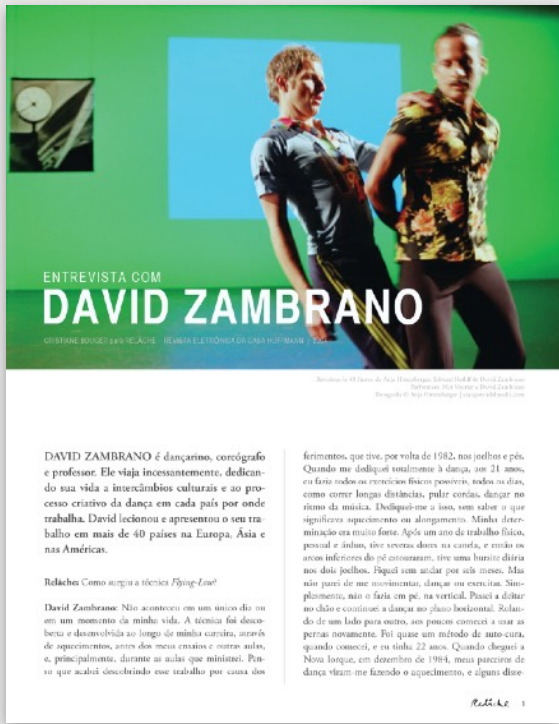 ENTREVISTA COM
DAVID ZAMBRANO
CRISTIANE BOUGER para RELÂCHE - REVISTA ELETRÔNICA DA CASA HOFFMANN |
DAVID ZAMBRANO é dançarino, coreógrafo
e professor. Ele viaja incessantemente, dedican-
do sua vida a intercâmbios culturais e ao pro-
cesso criativo da dança em cada país por onde
trabalha. David lecionou e apresentou o seu tra-
balho em mais de 40 países na Europa, Ásia e
nas Américas.
Relâche: Como surgiu a técnica Flying-Low?
David Zambrano: Não aconteceu em um único dia ou
em um momento da minha vida. A técnica foi desco-
berta e desenvolvida ao longo de minha carreira, através
de aquecimentos, antes dos meus ensaios e outras aulas,
e, principalmente, durante as aulas que ministrei. Pen-
so que acabei descobrindo esse trabalho por causa dos
ferimentos, que tive, por volta de 1982, nos joelhos e pés.
Quando me dediquei totalmente à dança, aos 21 anos,
eu fazia todos os exercícios físicos possíveis, todos os dias,
como correr longas distâncias, pular cordas, dançar no
ritmo da música. Dediquei-me a isso, sem saber o que
significava aquecimento ou alongamento. Minha deter-
minação era muito forte. Após um ano de trabalho físico,
pessoal e árduo, tive severas dores na canela, e então os
arcos inferiores do pé estouraram, tive uma bursite diária
nos dois joelhos. Fiquei sem andar por seis meses. Mas
não parei de me movimentar, dançar ou exercitar. Sim-
plesmente, não o fazia em pé, na vertical. Passei a deitar
no chão e continuei a dançar no plano horizontal. Rolan-
do de um lado para outro, aos poucos comecei a usar as
pernas novamente. Foi quase um método de auto-cura,
quando comecei, e eu tinha 22 anos. Quando cheguei a
Nova Iorque, em dezembro de 1984, meus parceiros de
dança viram-me fazendo o aquecimento, e alguns disse-
Relâche 1